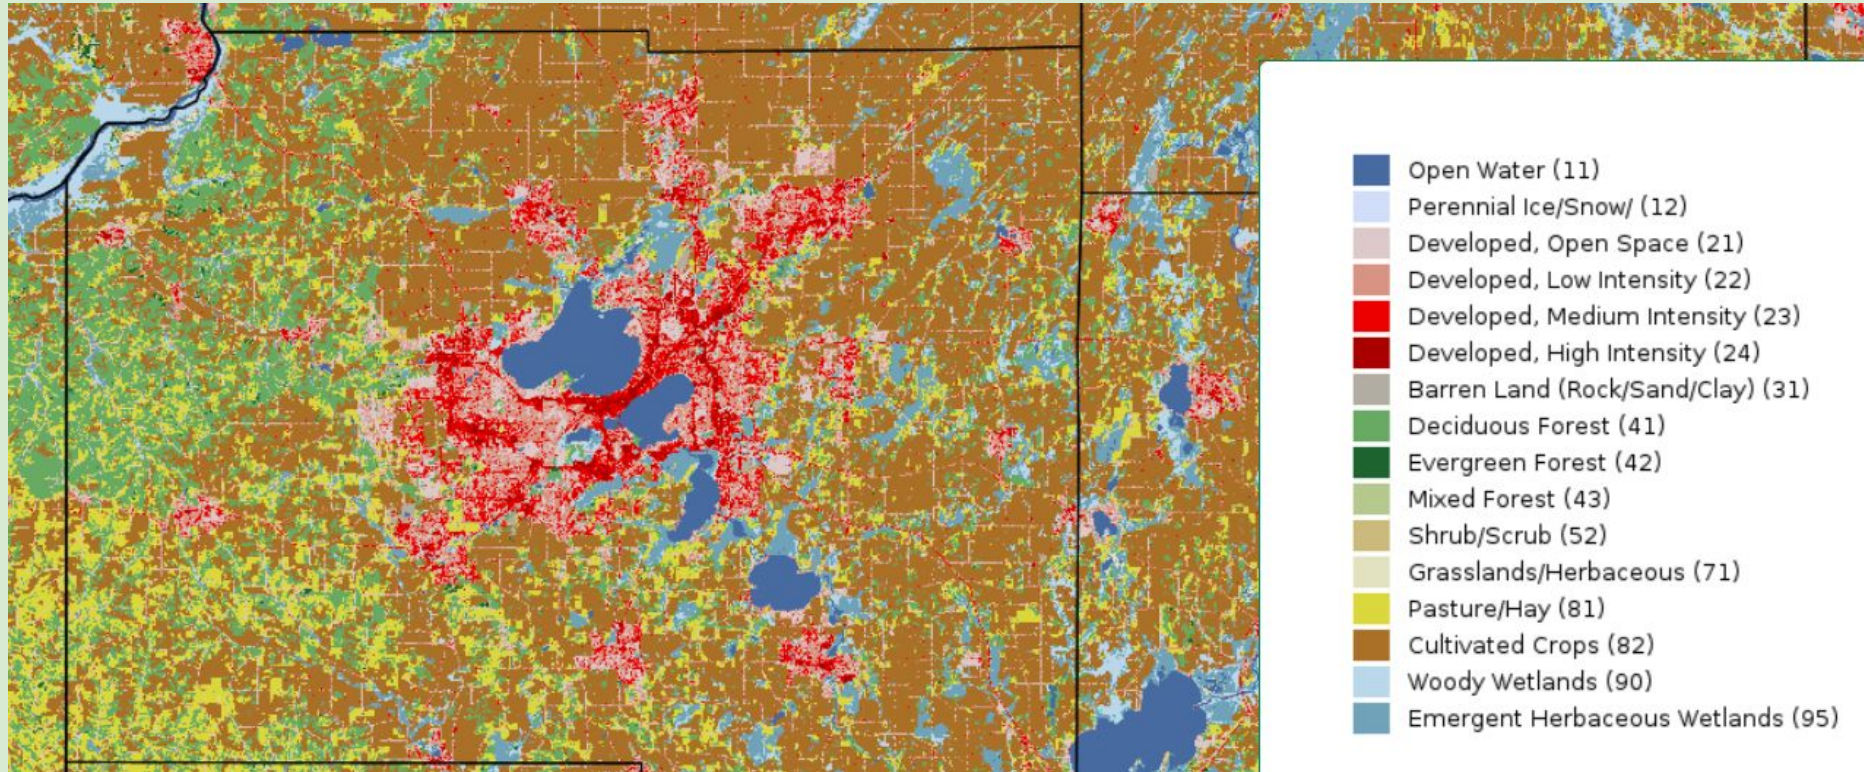 Open Water (11)
Perennial Ice/Snow/ (12)
Developed, Open Space (21)
Developed, Low Intensity (22)
Developed, Medium Intensity (23)
Developed, High Intensity (24)
Barren Land (Rock/Sand/Clay) (31)
Deciduous Forest (41)
Evergreen Forest (42)
Mixed Forest (43)
Shrub/Scrub (52)
Grasslands/Herbaceous (71)
Pasture/Hay (81)
Cultivated Crops (82)
Woody Wetlands (90)
Emergent Herbaceous Wetlands (95)